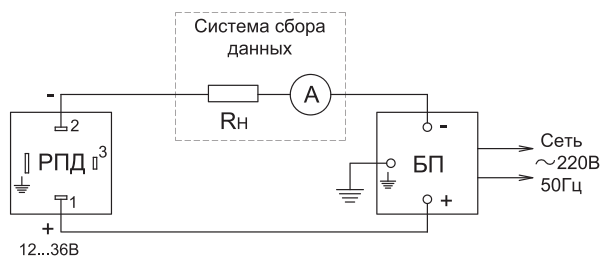 Система сбора
данных
A
Rн
-
2
РПД
3
1
+
12...36В
-
БП
+
Сеть
~220В
50Гц